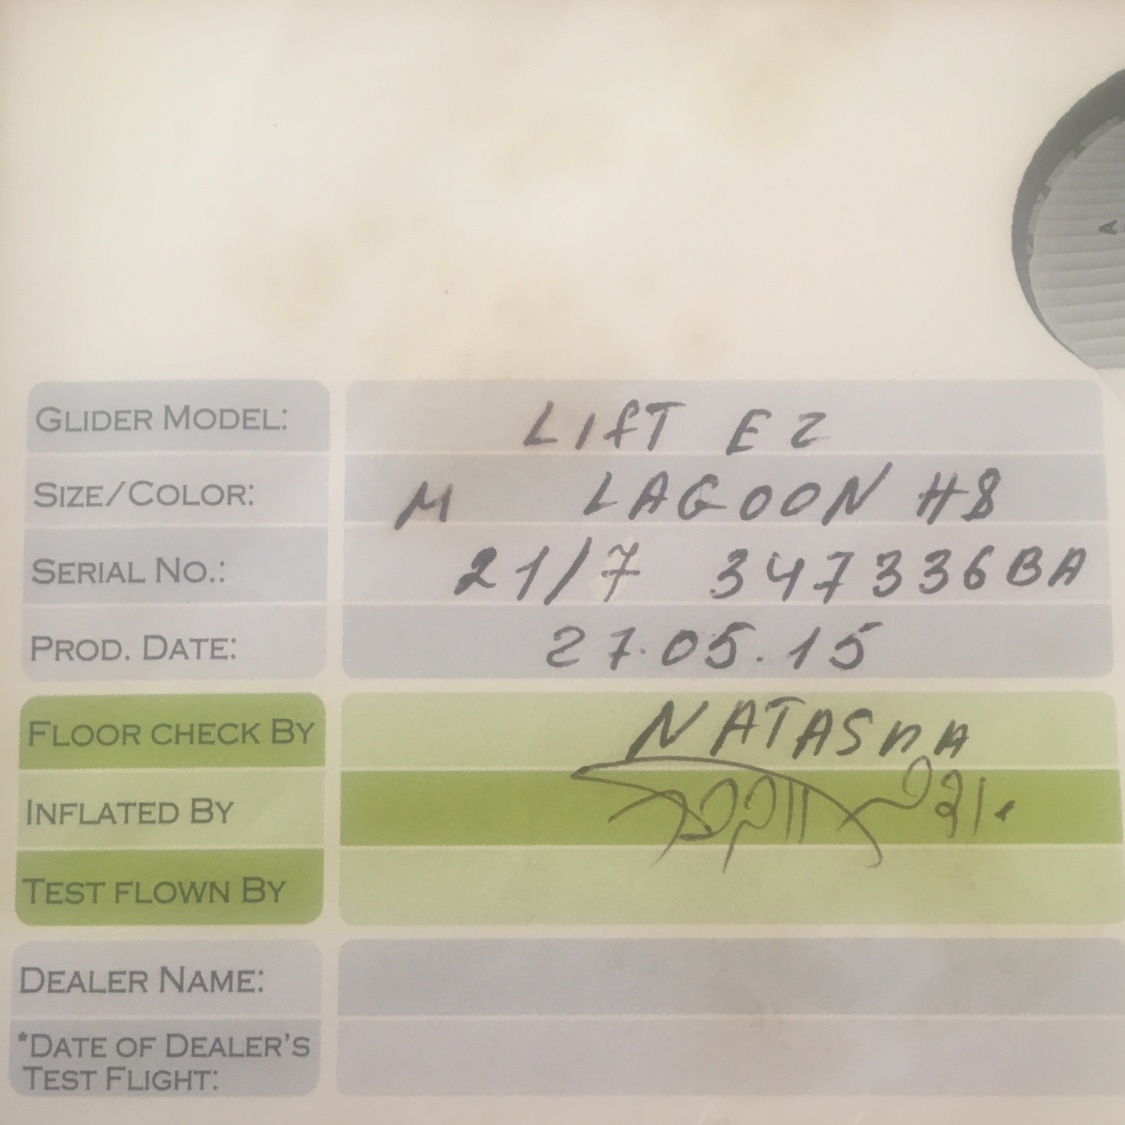 A
GLIDER MODEL: LIFT EZ
SIZE/COLOR: M LAGOON H8
SERIAL NO.: 21/7 347336BA
PROD. DATE: 27.05.15
FLOOR CHECK BY NATASHA
INFLATED BY
TEST FLOWN BY
DEALER NAME:
*DATE OF DEALER'S
TEST FLIGHT: